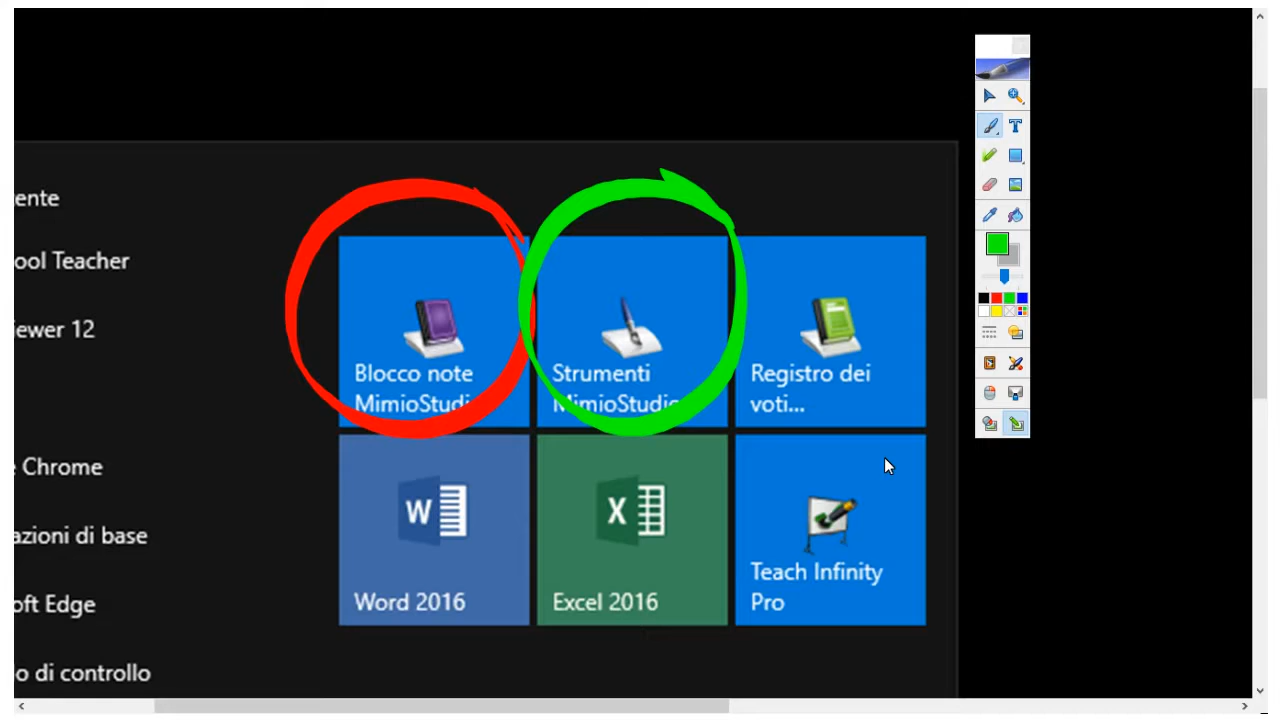 ente
ool Teacher
iewer 12
e Chrome
azioni di base
oft Edge
o di controllo
Blocco note
MimioStudi
Strumenti
MimioStudio
Registro dei
voti...
W
Word 2016
X
Excel 2016
Teach Infinity
Pro
T